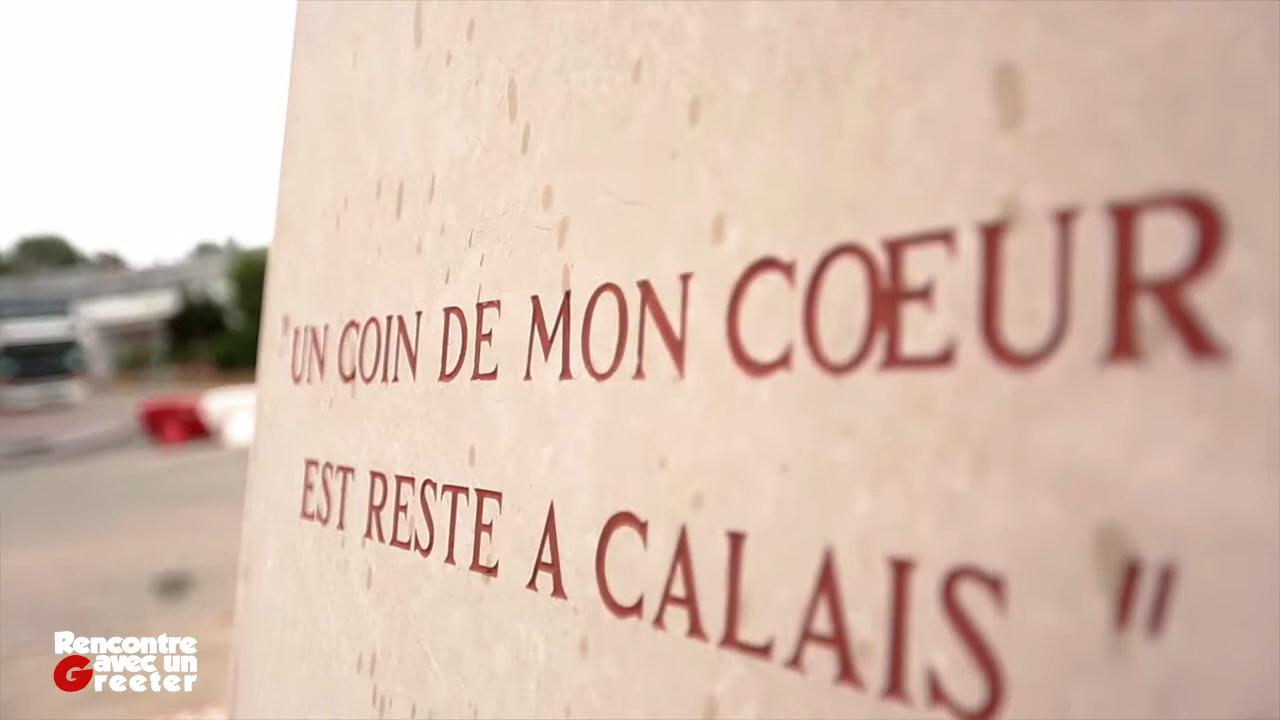 "UN COIN DE MON CŒUR
EST RESTE A CALAIS "
Rencontre
avec un
Greeter